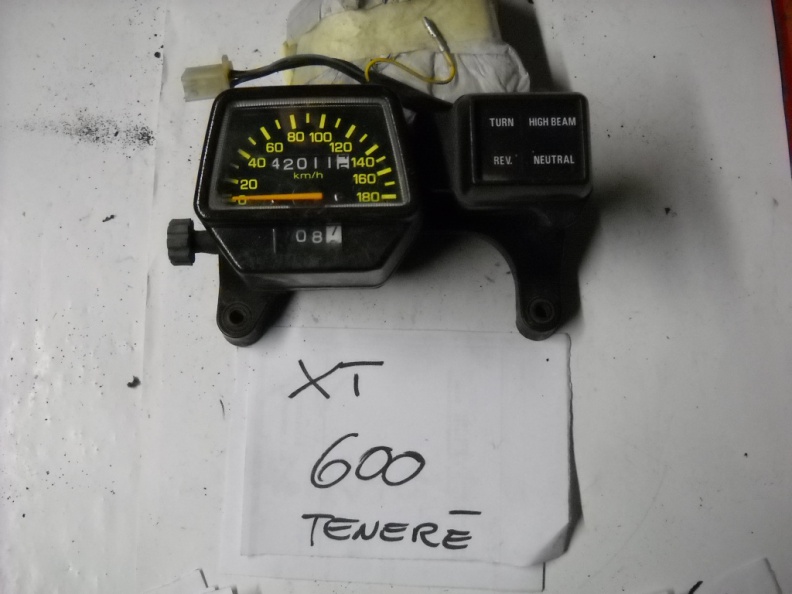 TURN HIGH BEAM
REV. NEUTRAL
0 20 40 60 80 100 120 140 160 180
42011
km/h
08
XT
600
TENERĒ